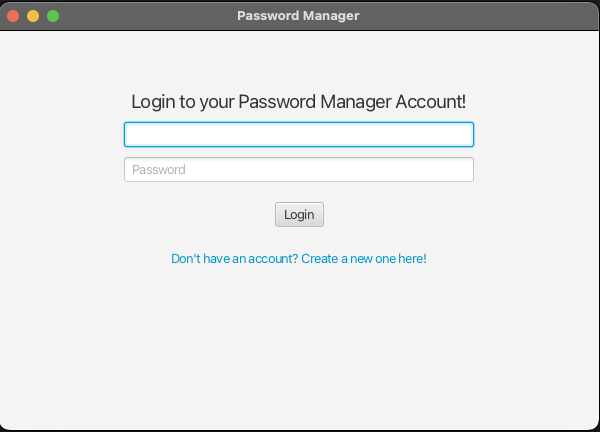 Password Manager
Login to your Password Manager Account!
Password
Login
Don't have an account? Create a new one here!